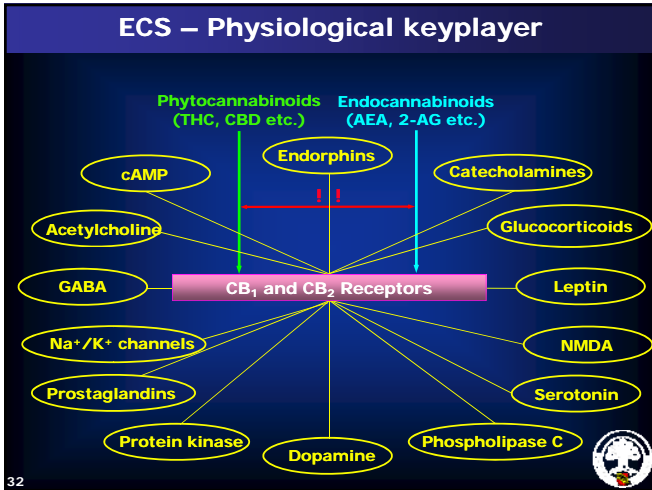 ECS – Physiological keyplayer
Phytocannabinoids
(THC, CBD etc.)
Endocannabinoids
(AEA, 2-AG etc.)
Endorphins
cAMP
Catecholamines
! !
Acetylcholine
Glucocorticoids
GABA
CB₁ and CB₂ Receptors
Leptin
Na⁺/K⁺ channels
NMDA
Prostaglandins
Serotonin
Protein kinase
Dopamine
Phospholipase C
32